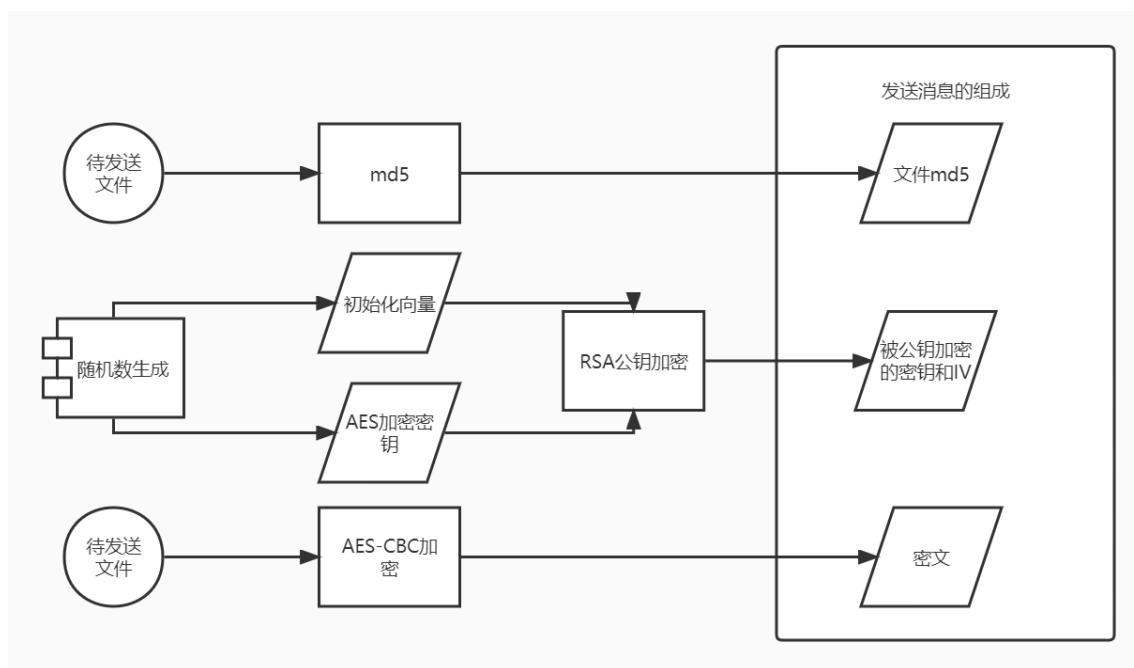 发送消息的组成
待发送
文件
md5
文件md5
初始化向量
随机数生成
RSA公钥加密
被公钥加密
的密钥和IV
AES加密密
钥
待发送
文件
AES-CBC加
密
密文